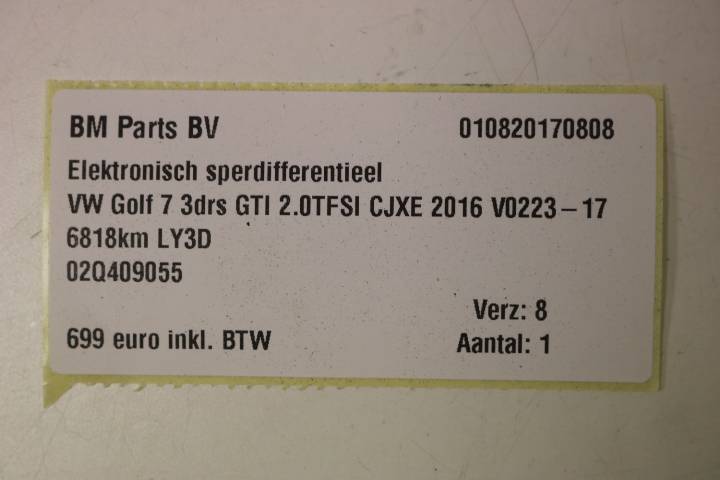 BM Parts BV 010820170808
Elektronisch sperdifferentieel
VW Golf 7 3drs GTI 2.0TFSI CJXE 2016 V0223-17
6818km LY3D
02Q409055
Verz: 8
699 euro inkl. BTW Aantal: 1